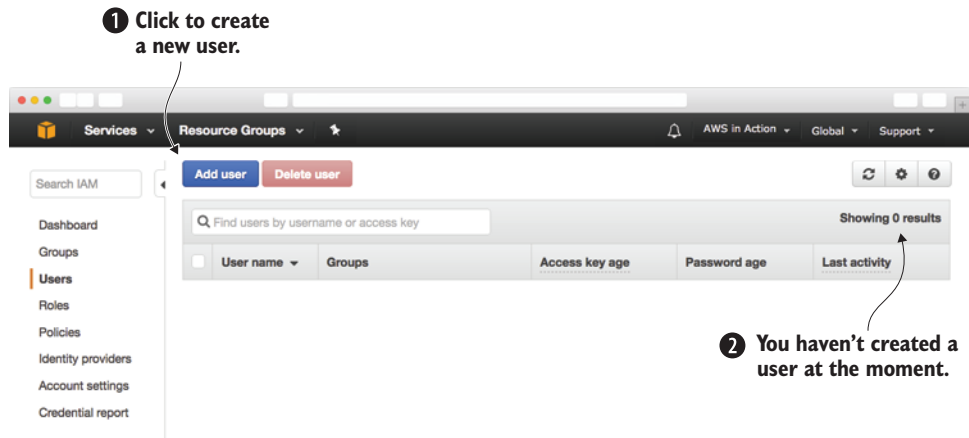 1 Click to create
a new user.
Services Resource Groups AWS in Action Global Support
Search IAM
Add user Delete user
Find users by username or access key Showing 0 results
User name Groups Access key age Password age Last activity
Dashboard
Groups
Users
Roles
Policies
Identity providers
Account settings
Credential report
2 You haven't created a
user at the moment.